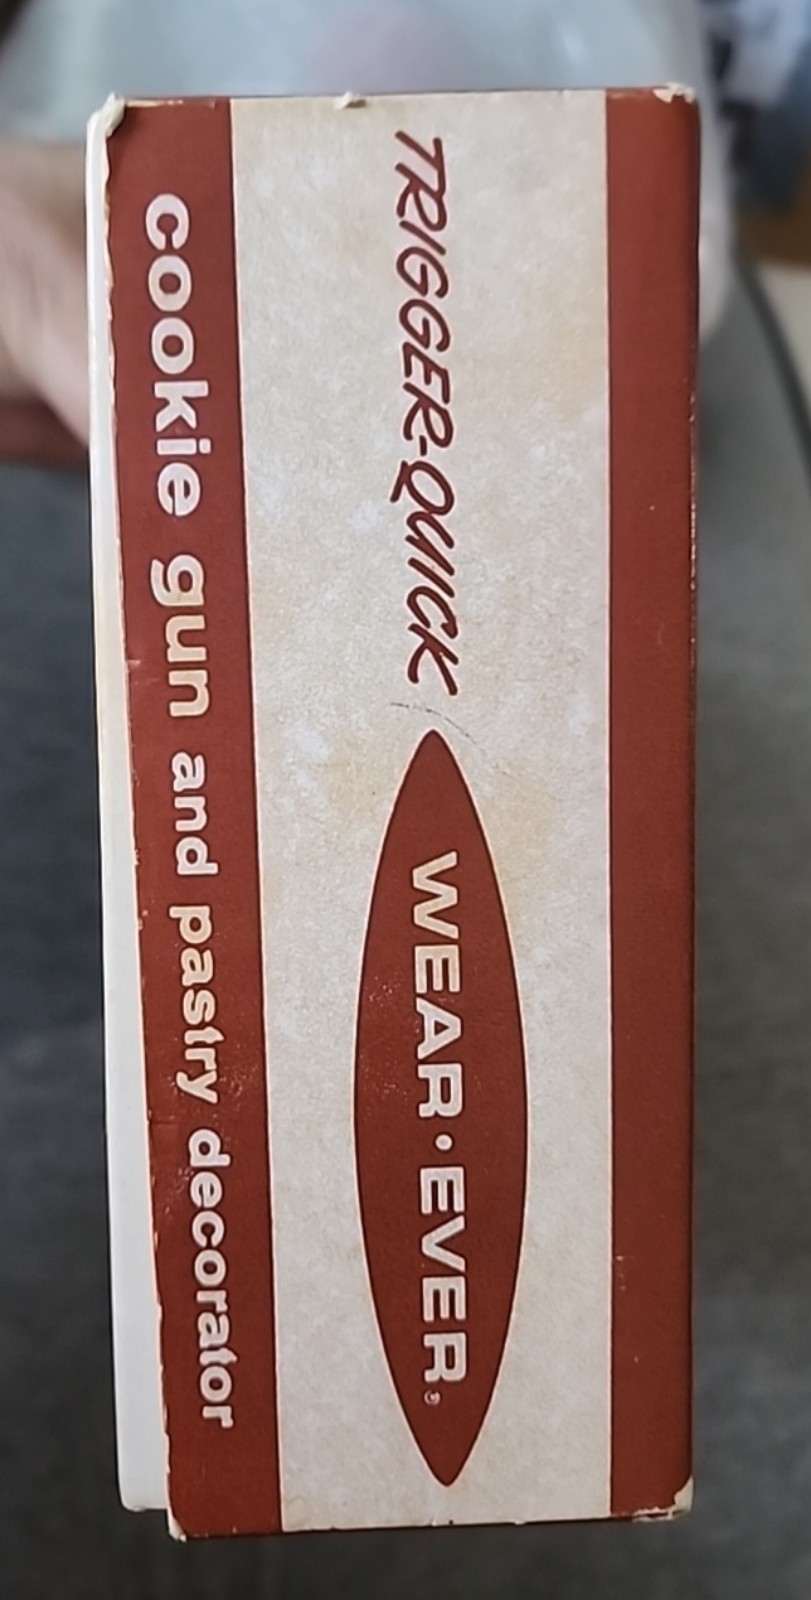 TRIGGER-QUICK WEAR·EVER®
cookie gun and pastry decorator